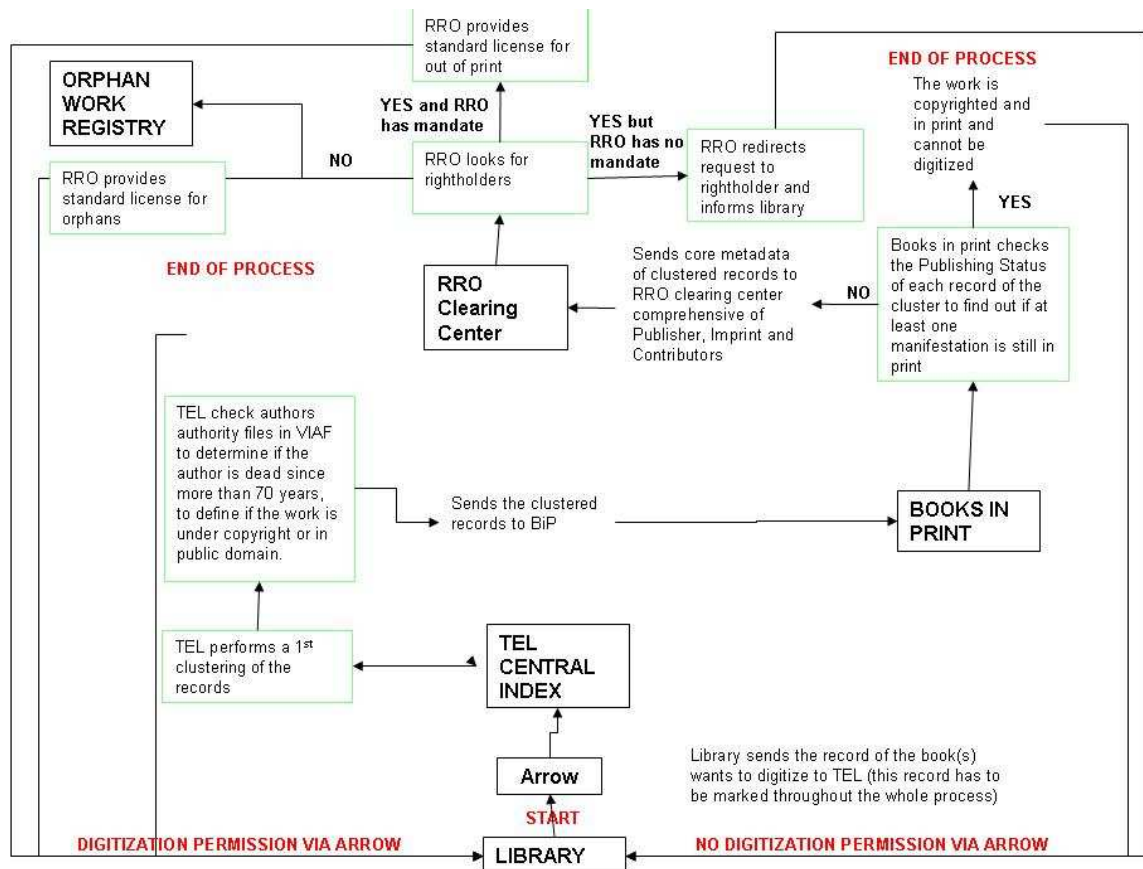 RRO provides
standard license for
out of print
END OF PROCESS
The work is
copyrighted and
in print and
cannot be
digitized
ORPHAN
WORK
REGISTRY
YES and RRO
has mandate
YES but
RRO has no
mandate
NO
RRO looks for
rightholders
RRO redirects
request to
rightholder and
informs library
RRO provides
standard license for
orphans
YES
END OF PROCESS
RRO
Clearing
Center
Sends core metadata
of clustered records to
RRO clearing center
comprehensive of
Publisher, Imprint and
Contributors
NO
Books in print checks
the Publishing Status
of each record of the
cluster to find out if at
least one
manifestation is still in
print
TEL check authors
authority files in VIAF
to determine if the
author is dead since
more than 70 years,
to define if the work is
under copyright or in
public domain.
Sends the clustered
records to BiP
BOOKS IN
PRINT
TEL performs a 1st
clustering of the
records
TEL
CENTRAL
INDEX
Arrow
Library sends the record of the book(s)
wants to digitize to TEL (this record has to
be marked throughout the whole process)
START
DIGITIZATION PERMISSION VIA ARROW
LIBRARY
NO DIGITIZATION PERMISSION VIA ARROW